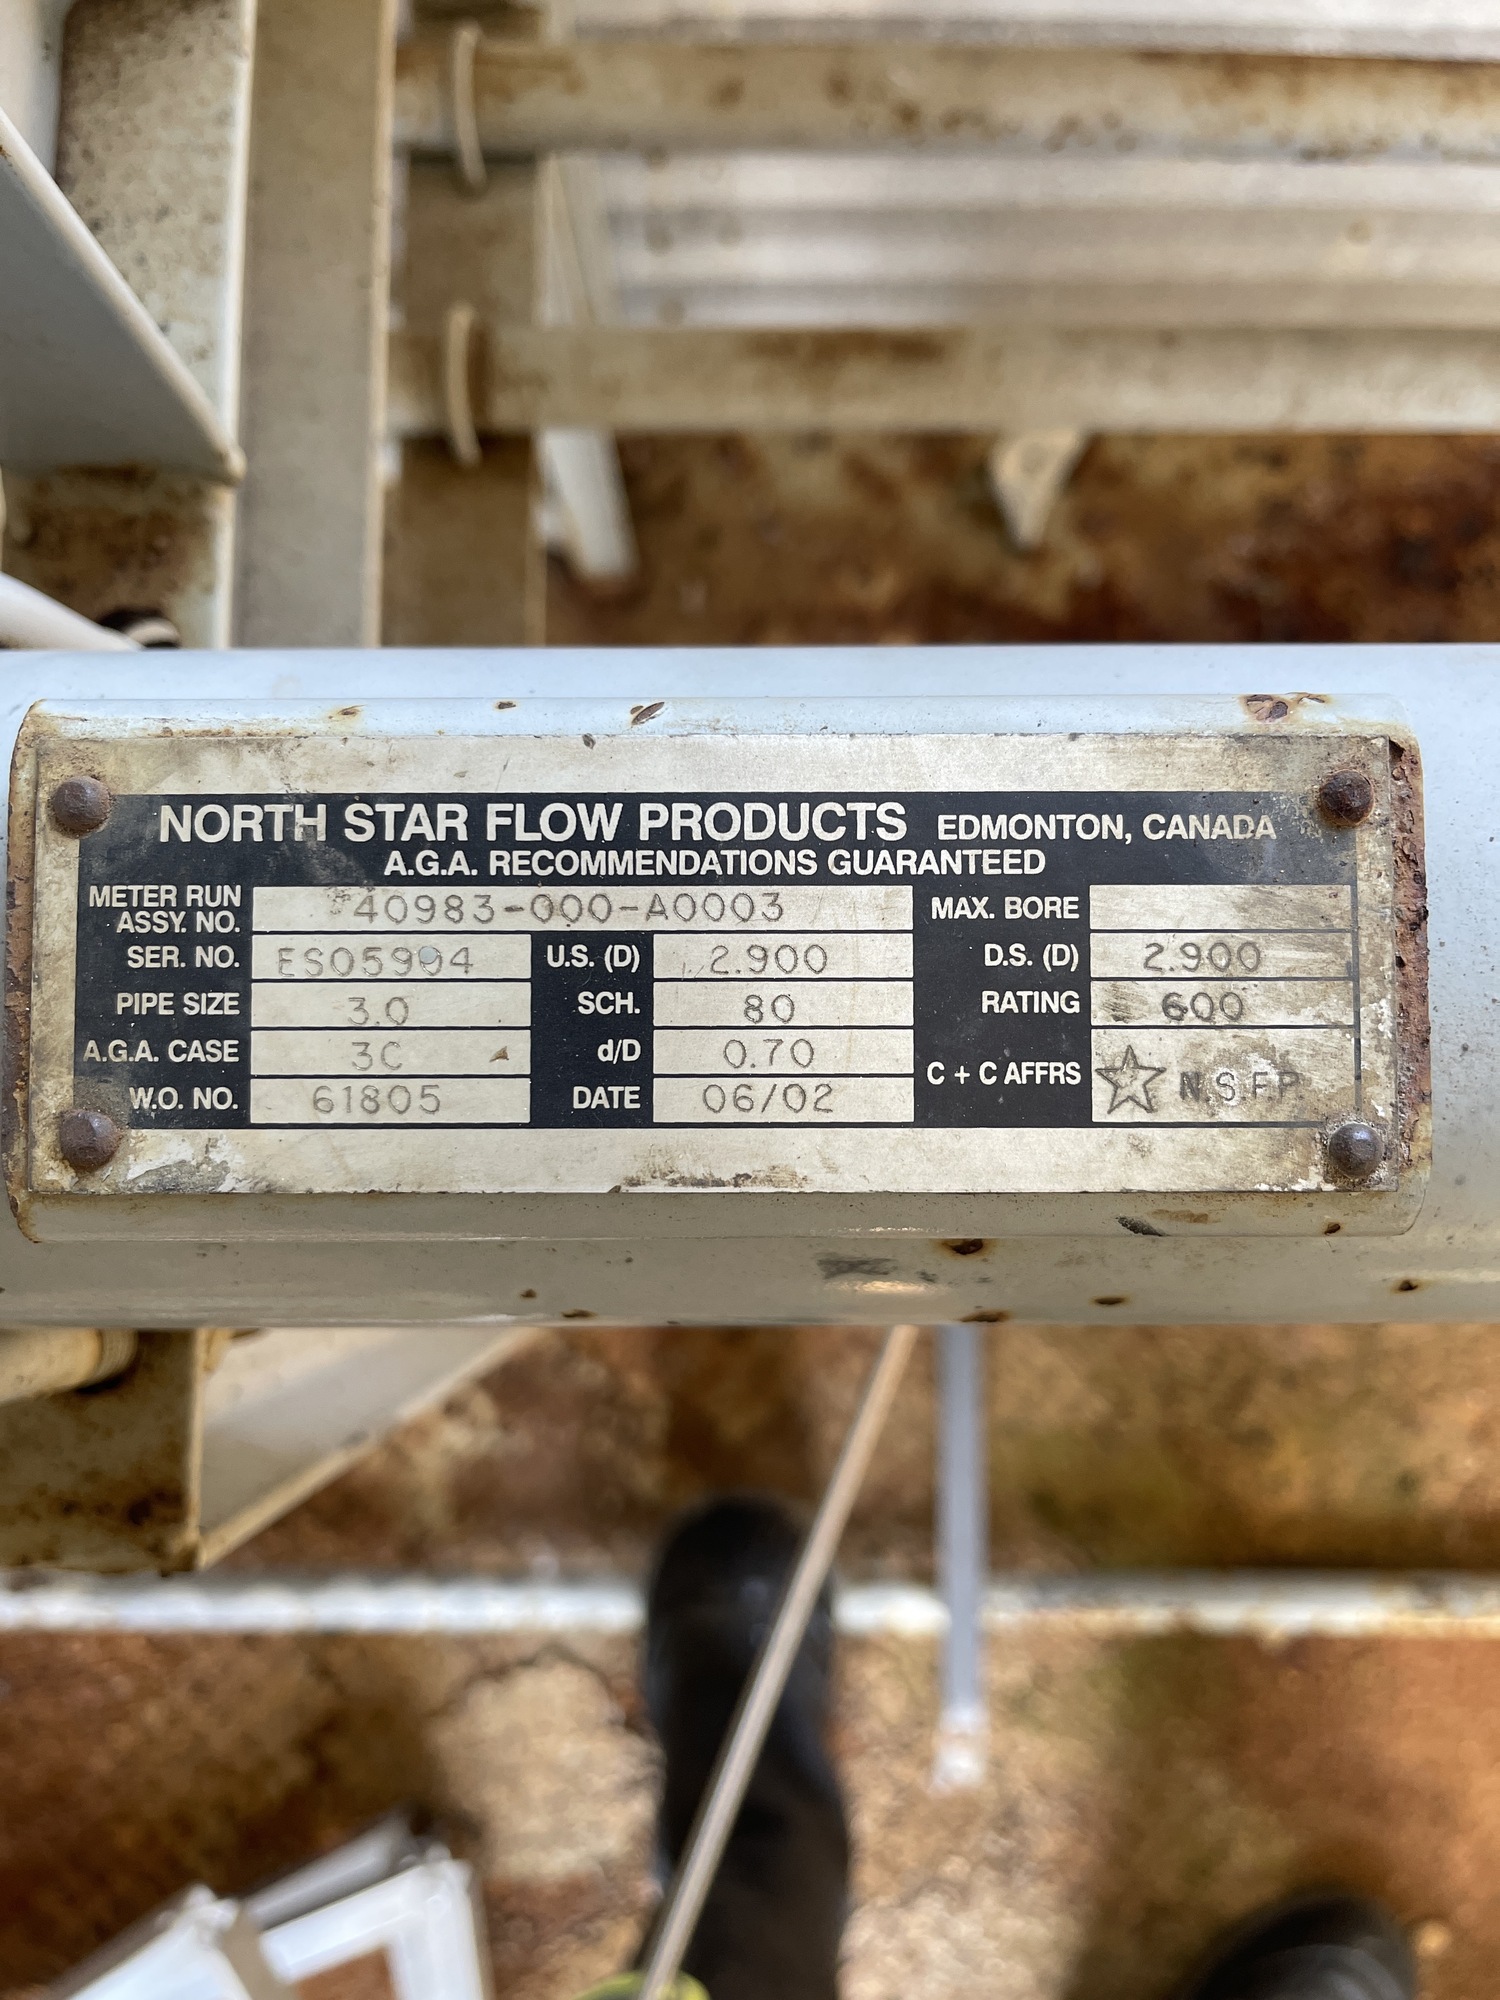 NORTH STAR FLOW PRODUCTS EDMONTON, CANADA
A.G.A. RECOMMENDATIONS GUARANTEED
METER RUN ASSY. NO. 40983-000-A0003 MAX. BORE
SER. NO. ES05904 U.S. (D) 2.900 D.S. (D) 2.900
PIPE SIZE 3.0 SCH. 80 RATING 600
A.G.A. CASE 3C d/D 0.70 C + C AFFRS N.S.F.P.
W.O. NO. 61805 DATE 06/02